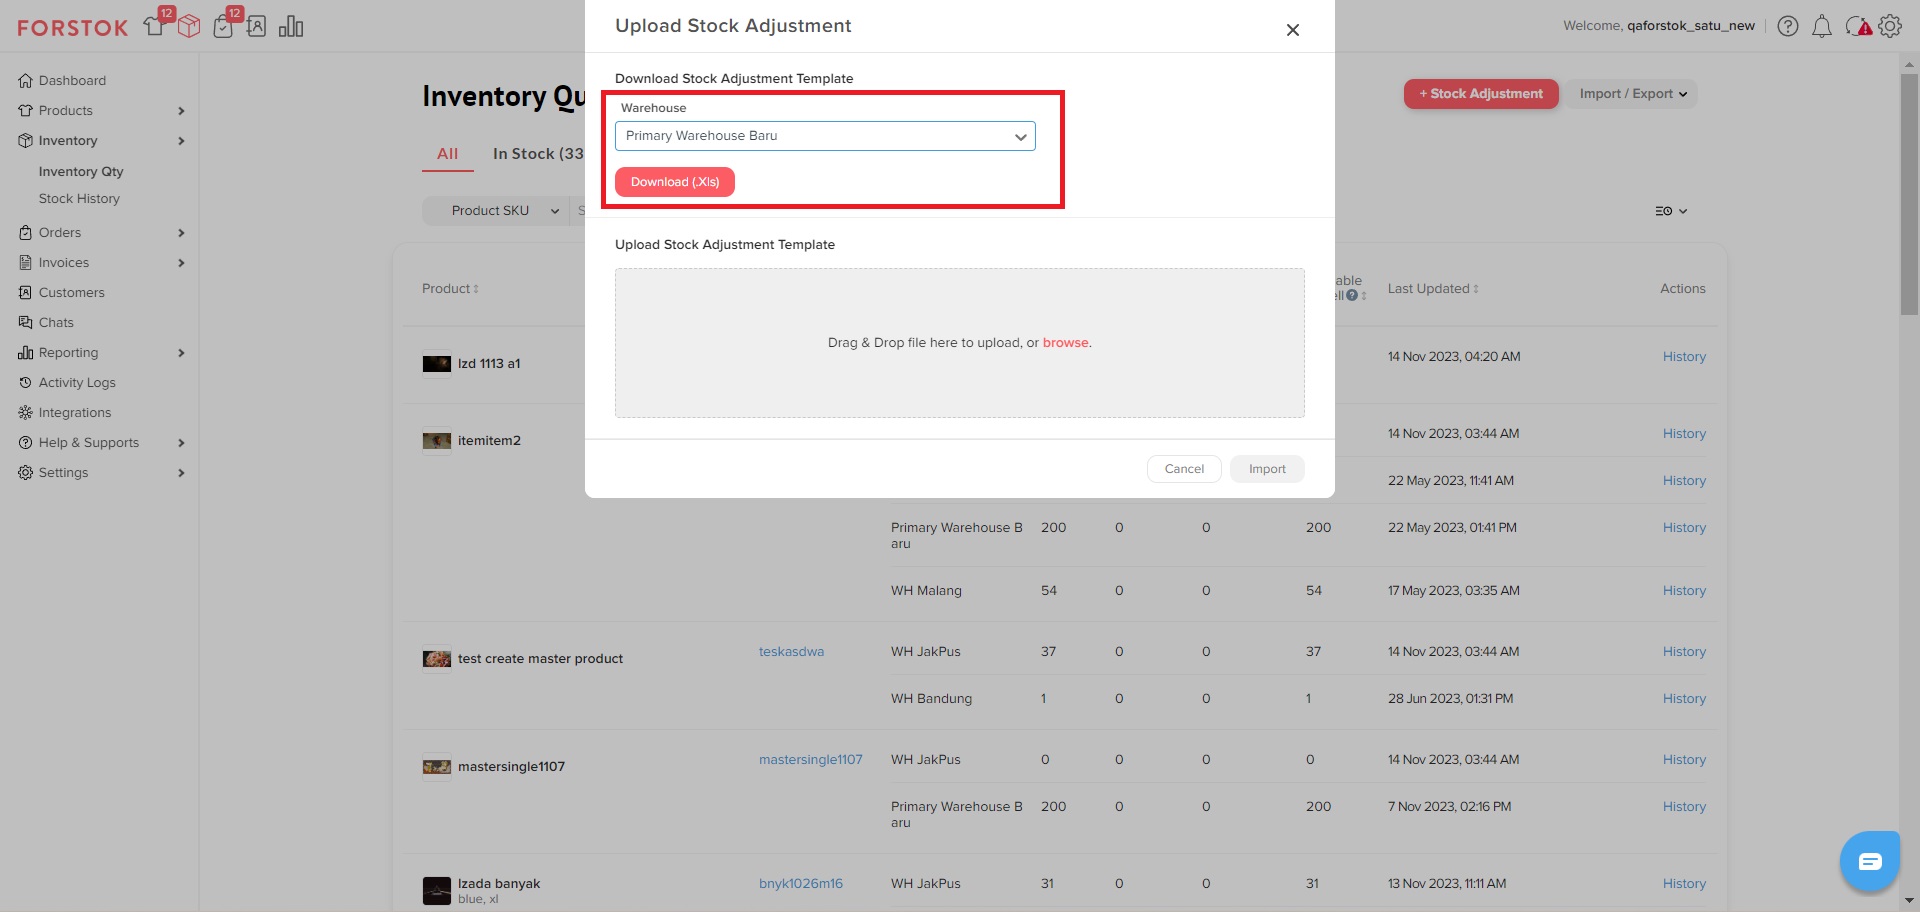 FORSTOK
12
12
Welcome, qaforstok_satu_new
Dashboard
Products
Inventory
Inventory Qty
Stock History
Orders
Invoices
Customers
Chats
Reporting
Activity Logs
Integrations
Help & Supports
Settings
Inventory Qu
+ Stock Adjustment
Import / Export
All
In Stock (33
Product SKU
S
Upload Stock Adjustment
Download Stock Adjustment Template
Warehouse
Primary Warehouse Baru
Download (.Xls)
Upload Stock Adjustment Template
Drag & Drop file here to upload, or browse.
Cancel
Import
Product
able
ell
Last Updated
Actions
lzd 1113 a1
14 Nov 2023, 04:20 AM
History
itemitem2
14 Nov 2023, 03:44 AM
History
22 May 2023, 11:41 AM
History
Primary Warehouse B
aru
200 0 0 200 22 May 2023, 01:41 PM
History
WH Malang 54 0 0 54 17 May 2023, 03:35 AM
History
test create master product
teskasdwa
WH JakPus 37 0 0 37 14 Nov 2023, 03:44 AM
History
WH Bandung 1 0 0 1 28 Jun 2023, 01:31 PM
History
mastersingle1107
mastersingle1107
WH JakPus 0 0 0 0 14 Nov 2023, 03:44 AM
History
Primary Warehouse B
aru
200 0 0 200 7 Nov 2023, 02:16 PM
History
lzada banyak
blue, xl
bnyk1026m16
WH JakPus 31 0 0 31 13 Nov 2023, 11:11 AM
History